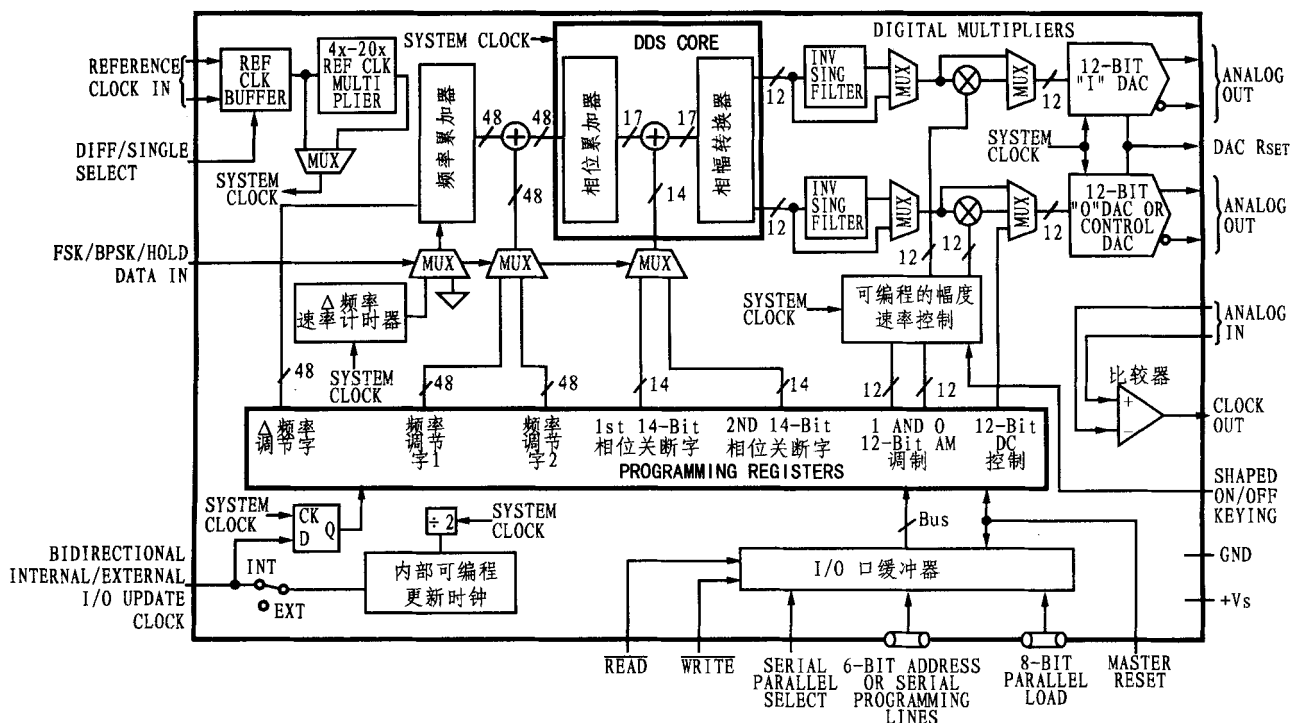 REFERENCE
CLOCK IN
REF
CLK
BUFFER
4x-20x
REF CLK
MULTI
PLIER
DIFF/SINGLE
SELECT
MUX
SYSTEM
CLOCK
频率累加器
48
48
48
SYSTEM CLOCK
DDS CORE
相位累加器
17
17
14
相幅转换器
DIGITAL MULTIPLIERS
12
INV
SING
FILTER
MUX
MUX
12
12-BIT
"I" DAC
ANALOG
OUT
SYSTEM
CLOCK
DAC RSET
12
INV
SING
FILTER
MUX
MUX
12
12-BIT
"O"DAC OR
CONTROL
DAC
ANALOG
OUT
12
12
FSK/BPSK/HOLD
DATA IN
MUX
MUX
MUX
△频率
速率计时器
SYSTEM
CLOCK
SYSTEM
CLOCK
可编程的幅度
速率控制
ANALOG
IN
比较器
+
−
CLOCK
OUT
48
48
48
14
14
12
12
△频率
调节字
频率
调节
字1
频率
调节
字2
1st 14-Bit
相位关断字
2ND 14-Bit
相位关断字
1 AND O
12-Bit AM
调制
12-Bit
DC
控制
PROGRAMMING REGISTERS
SHAPED
ON/OFF
KEYING
SYSTEM
CLOCK
CK
D
Q
÷2
SYSTEM
CLOCK
Bus
BIDIRECTIONAL
INTERNAL/EXTERNAL
I/O UPDATE
CLOCK
INT
EXT
内部可编程
更新时钟
I/O 口缓冲器
GND
+Vs
READ
WRITE
SERIAL
PARALLEL
SELECT
6-BIT ADDRESS
OR SERIAL
PROGRAMMING
LINES
8-BIT
PARALLEL
LOAD
MASTER
RESET